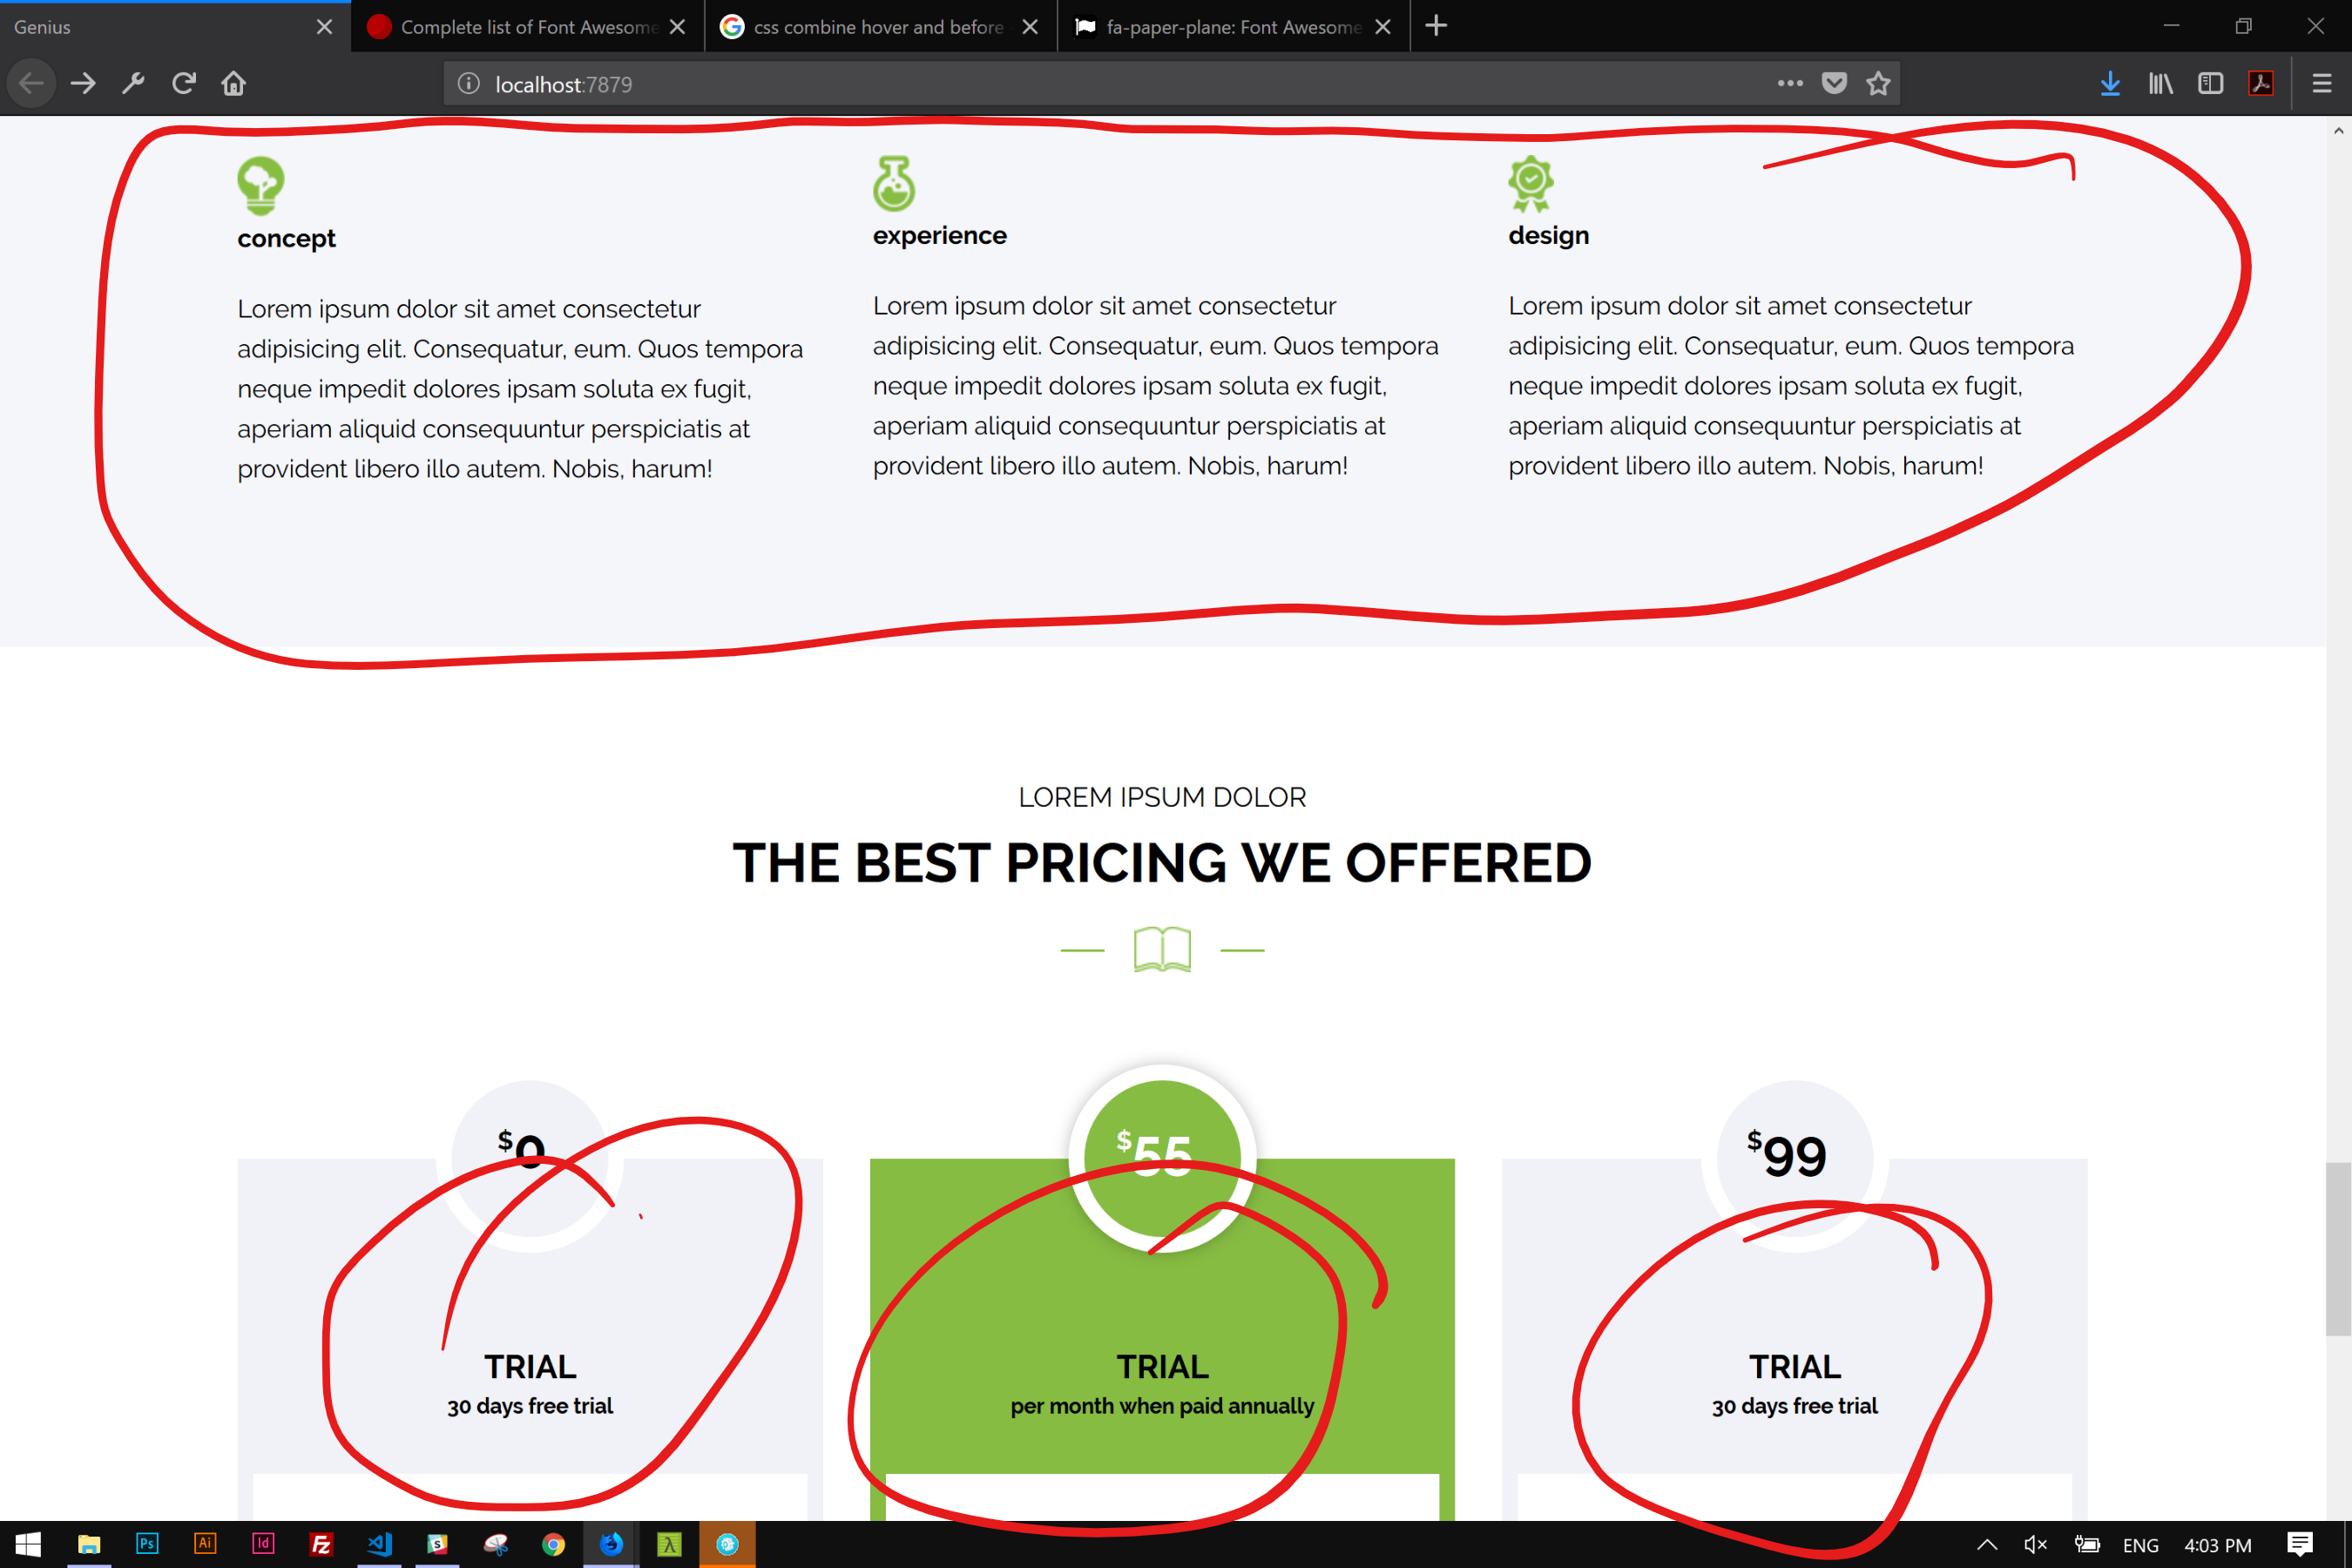 Genius
Complete list of Font Awesome
css combine hover and before
fa-paper-plane: Font Awesome
localhost:7879
concept
Lorem ipsum dolor sit amet consectetur
adipisicing elit. Consequatur, eum. Quos tempora
neque impedit dolores ipsam soluta ex fugit,
aperiam aliquid consequuntur perspiciatis at
provident libero illo autem. Nobis, harum!
experience
Lorem ipsum dolor sit amet consectetur
adipisicing elit. Consequatur, eum. Quos tempora
neque impedit dolores ipsam soluta ex fugit,
aperiam aliquid consequuntur perspiciatis at
provident libero illo autem. Nobis, harum!
design
Lorem ipsum dolor sit amet consectetur
adipisicing elit. Consequatur, eum. Quos tempora
neque impedit dolores ipsam soluta ex fugit,
aperiam aliquid consequuntur perspiciatis at
provident libero illo autem. Nobis, harum!
LOREM IPSUM DOLOR
THE BEST PRICING WE OFFERED
$0
TRIAL
30 days free trial
$55
TRIAL
per month when paid annually
$99
TRIAL
30 days free trial
Ps
Ai
Id
Fz
S
λ
ENG
4:03 PM